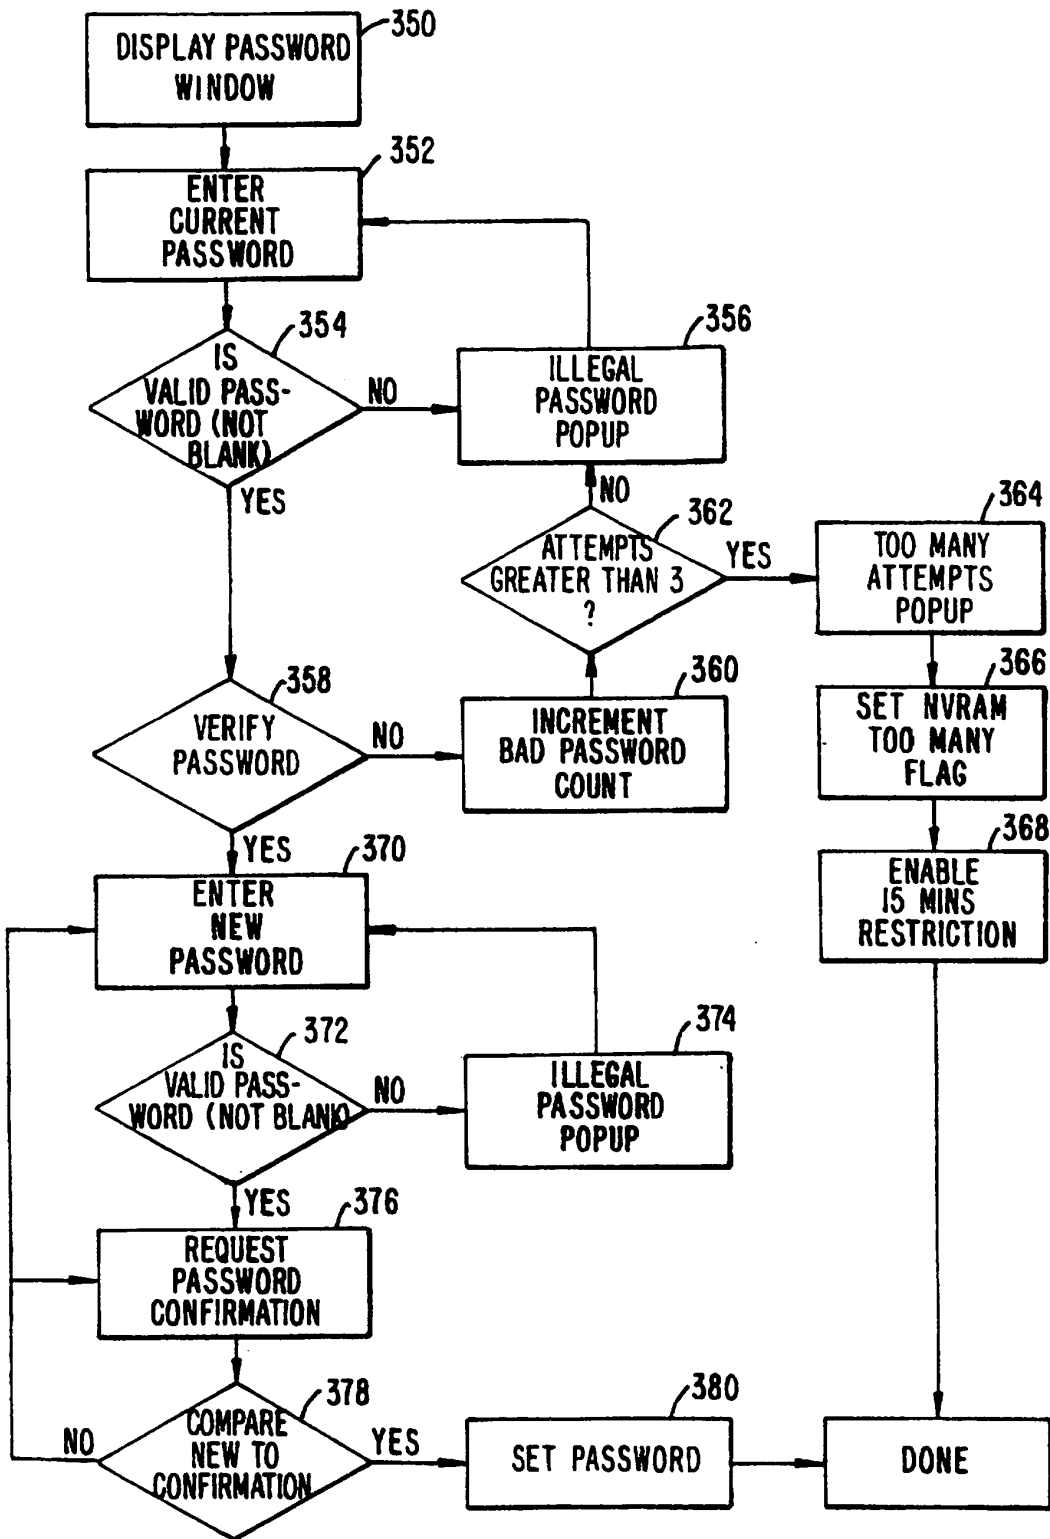 350
DISPLAY PASSWORD
WINDOW
352
ENTER
CURRENT
PASSWORD
354
IS
VALID PASS-
WORD (NOT
BLANK)
NO
YES
356
ILLEGAL
PASSWORD
POPUP
NO
362
ATTEMPTS
GREATER THAN 3
?
YES
364
TOO MANY
ATTEMPTS
POPUP
358
VERIFY
PASSWORD
NO
YES
360
INCREMENT
BAD PASSWORD
COUNT
366
SET NVRAM
TOO MANY
FLAG
368
ENABLE
15 MINS
RESTRICTION
370
ENTER
NEW
PASSWORD
372
IS
VALID PASS-
WORD (NOT BLANK)
NO
YES
374
ILLEGAL
PASSWORD
POPUP
376
REQUEST
PASSWORD
CONFIRMATION
378
COMPARE
NEW TO
CONFIRMATION
NO
YES
380
SET PASSWORD
DONE